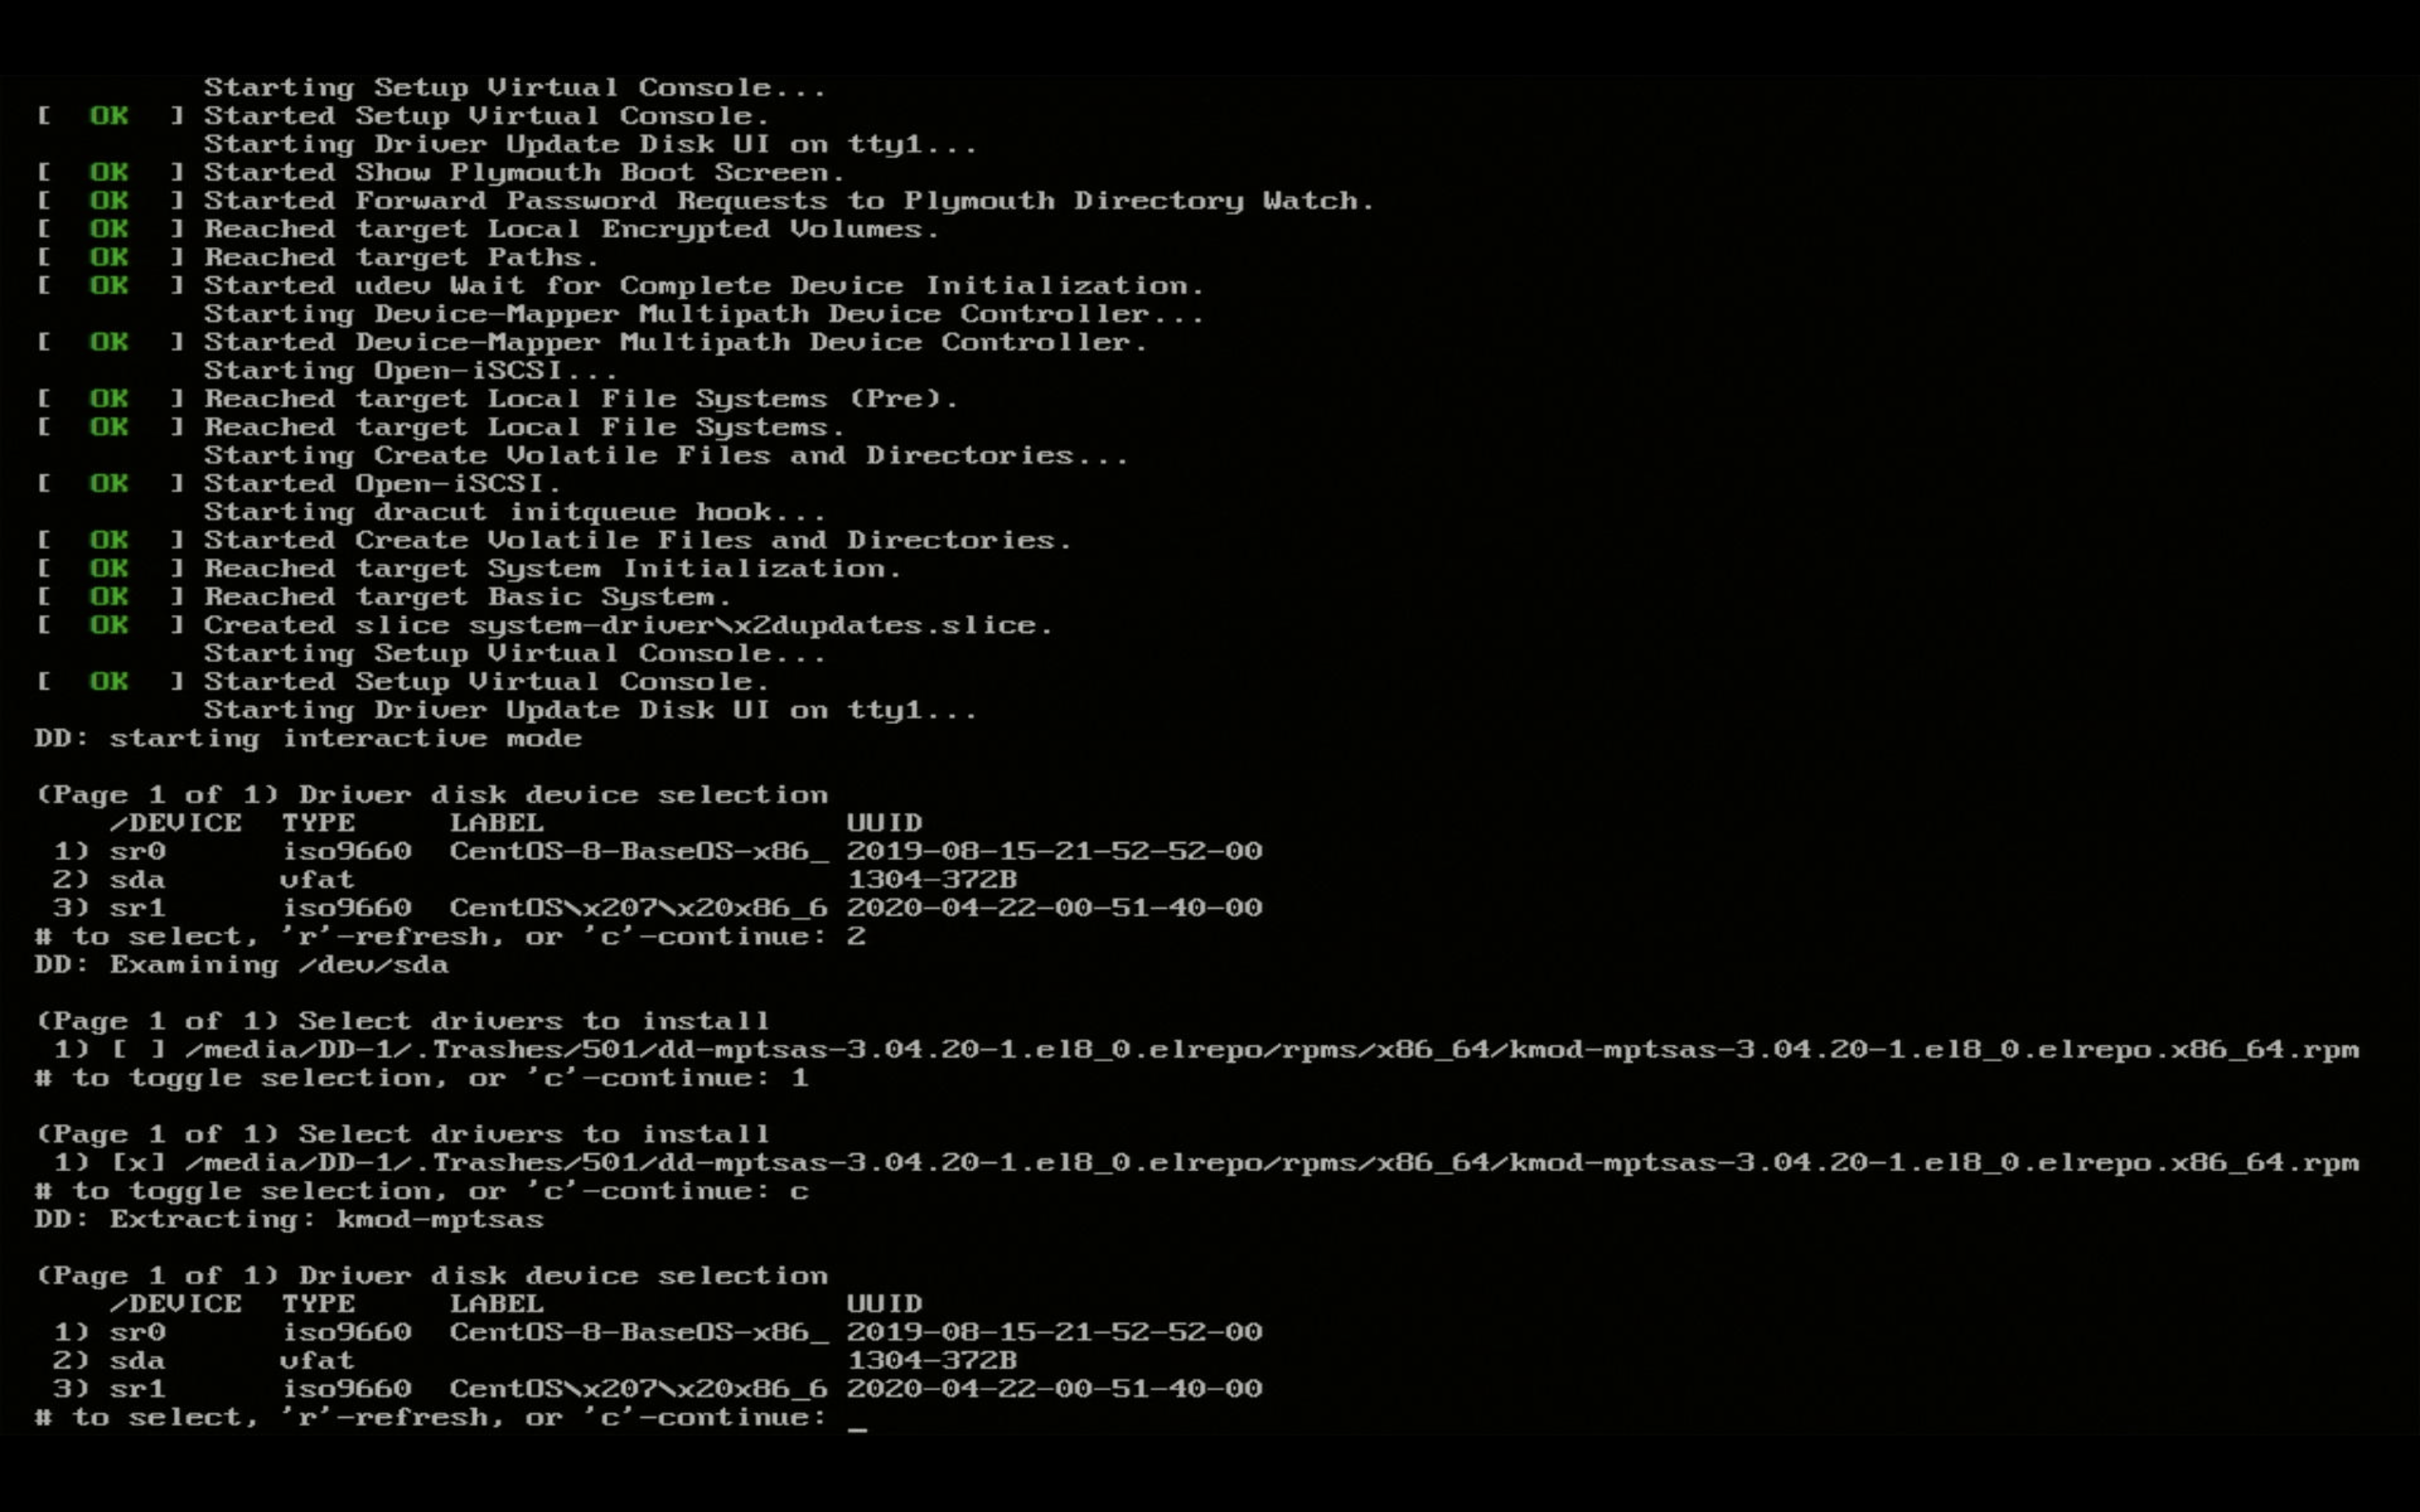 Starting Setup Virtual Console...
[  OK  ] Started Setup Virtual Console.
Starting Driver Update Disk UI on tty1...
[  OK  ] Started Show Plymouth Boot Screen.
[  OK  ] Started Forward Password Requests to Plymouth Directory Watch.
[  OK  ] Reached target Local Encrypted Volumes.
[  OK  ] Reached target Paths.
[  OK  ] Started udev Wait for Complete Device Initialization.
Starting Device-Mapper Multipath Device Controller...
[  OK  ] Started Device-Mapper Multipath Device Controller.
Starting Open-iSCSI...
[  OK  ] Reached target Local File Systems (Pre).
[  OK  ] Reached target Local File Systems.
Starting Create Volatile Files and Directories...
[  OK  ] Started Open-iSCSI.
Starting dracut initqueue hook...
[  OK  ] Started Create Volatile Files and Directories.
[  OK  ] Reached target System Initialization.
[  OK  ] Reached target Basic System.
[  OK  ] Created slice system-driver\x2dupdates.slice.
Starting Setup Virtual Console...
[  OK  ] Started Setup Virtual Console.
Starting Driver Update Disk UI on tty1...
DD: starting interactive mode
(Page 1 of 1) Driver disk device selection
/DEVICE  TYPE     LABEL                UUID
1) sr0      iso9660  CentOS-8-BaseOS-x86_ 2019-08-15-21-52-52-00
2) sda      vfat                          1304-372B
3) sr1      iso9660  CentOS\x207\x20x86_6 2020-04-22-00-51-40-00
# to select, 'r'-refresh, or 'c'-continue: 2
DD: Examining /dev/sda
(Page 1 of 1) Select drivers to install
1) [ ] /media/DD-1/.Trashes/501/dd-mptsas-3.04.20-1.el8_0.elrepo/rpms/x86_64/kmod-mptsas-3.04.20-1.el8_0.elrepo.x86_64.rpm
# to toggle selection, or 'c'-continue: 1
(Page 1 of 1) Select drivers to install
1) [x] /media/DD-1/.Trashes/501/dd-mptsas-3.04.20-1.el8_0.elrepo/rpms/x86_64/kmod-mptsas-3.04.20-1.el8_0.elrepo.x86_64.rpm
# to toggle selection, or 'c'-continue: c
DD: Extracting: kmod-mptsas
(Page 1 of 1) Driver disk device selection
/DEVICE  TYPE     LABEL                UUID
1) sr0      iso9660  CentOS-8-BaseOS-x86_ 2019-08-15-21-52-52-00
2) sda      vfat                          1304-372B
3) sr1      iso9660  CentOS\x207\x20x86_6 2020-04-22-00-51-40-00
# to select, 'r'-refresh, or 'c'-continue: _